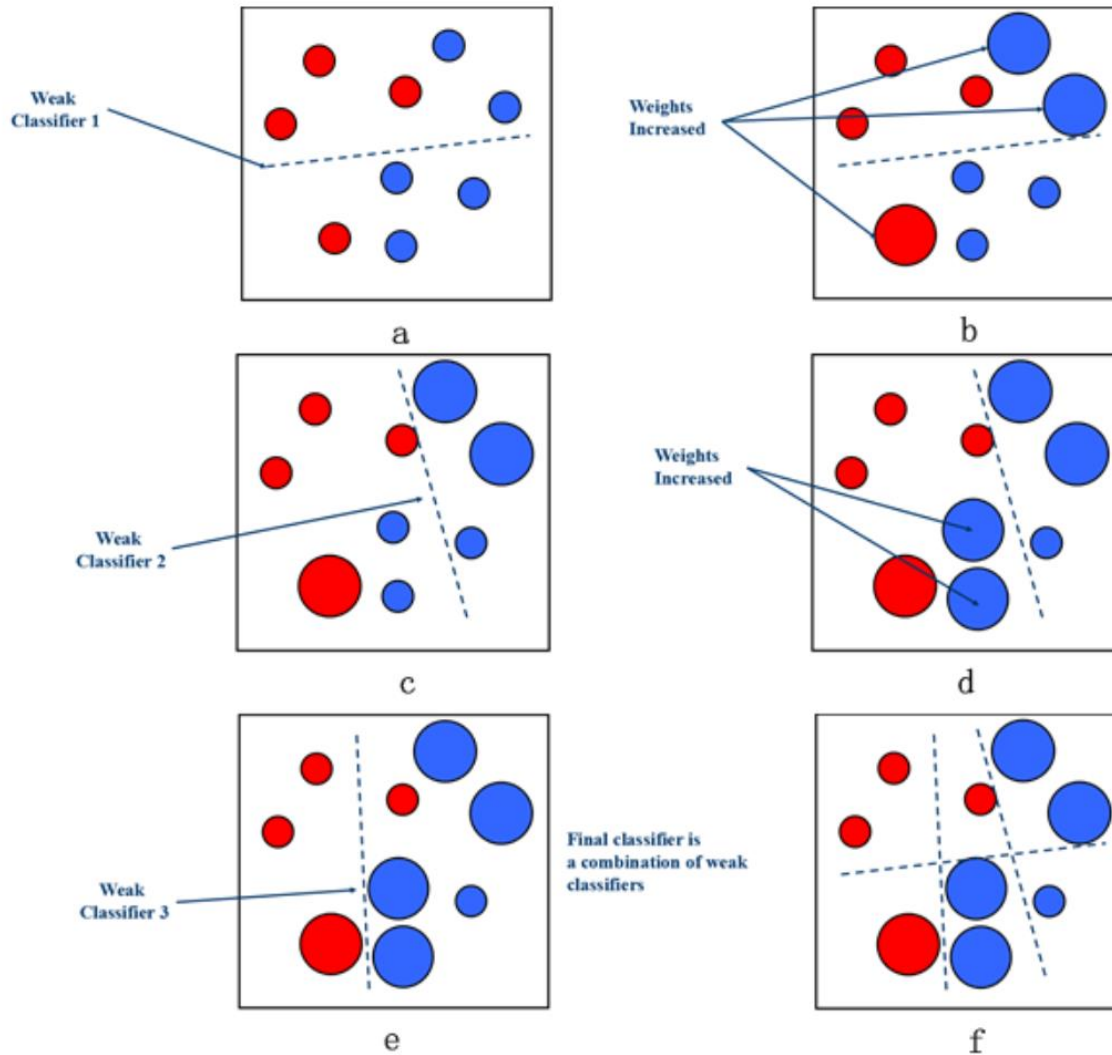 Weak
Classifier 1
a
Weights
Increased
b
Weak
Classifier 2
c
Weights
Increased
d
Weak
Classifier 3
e
Final classifier is
a combination of weak
classifiers
f